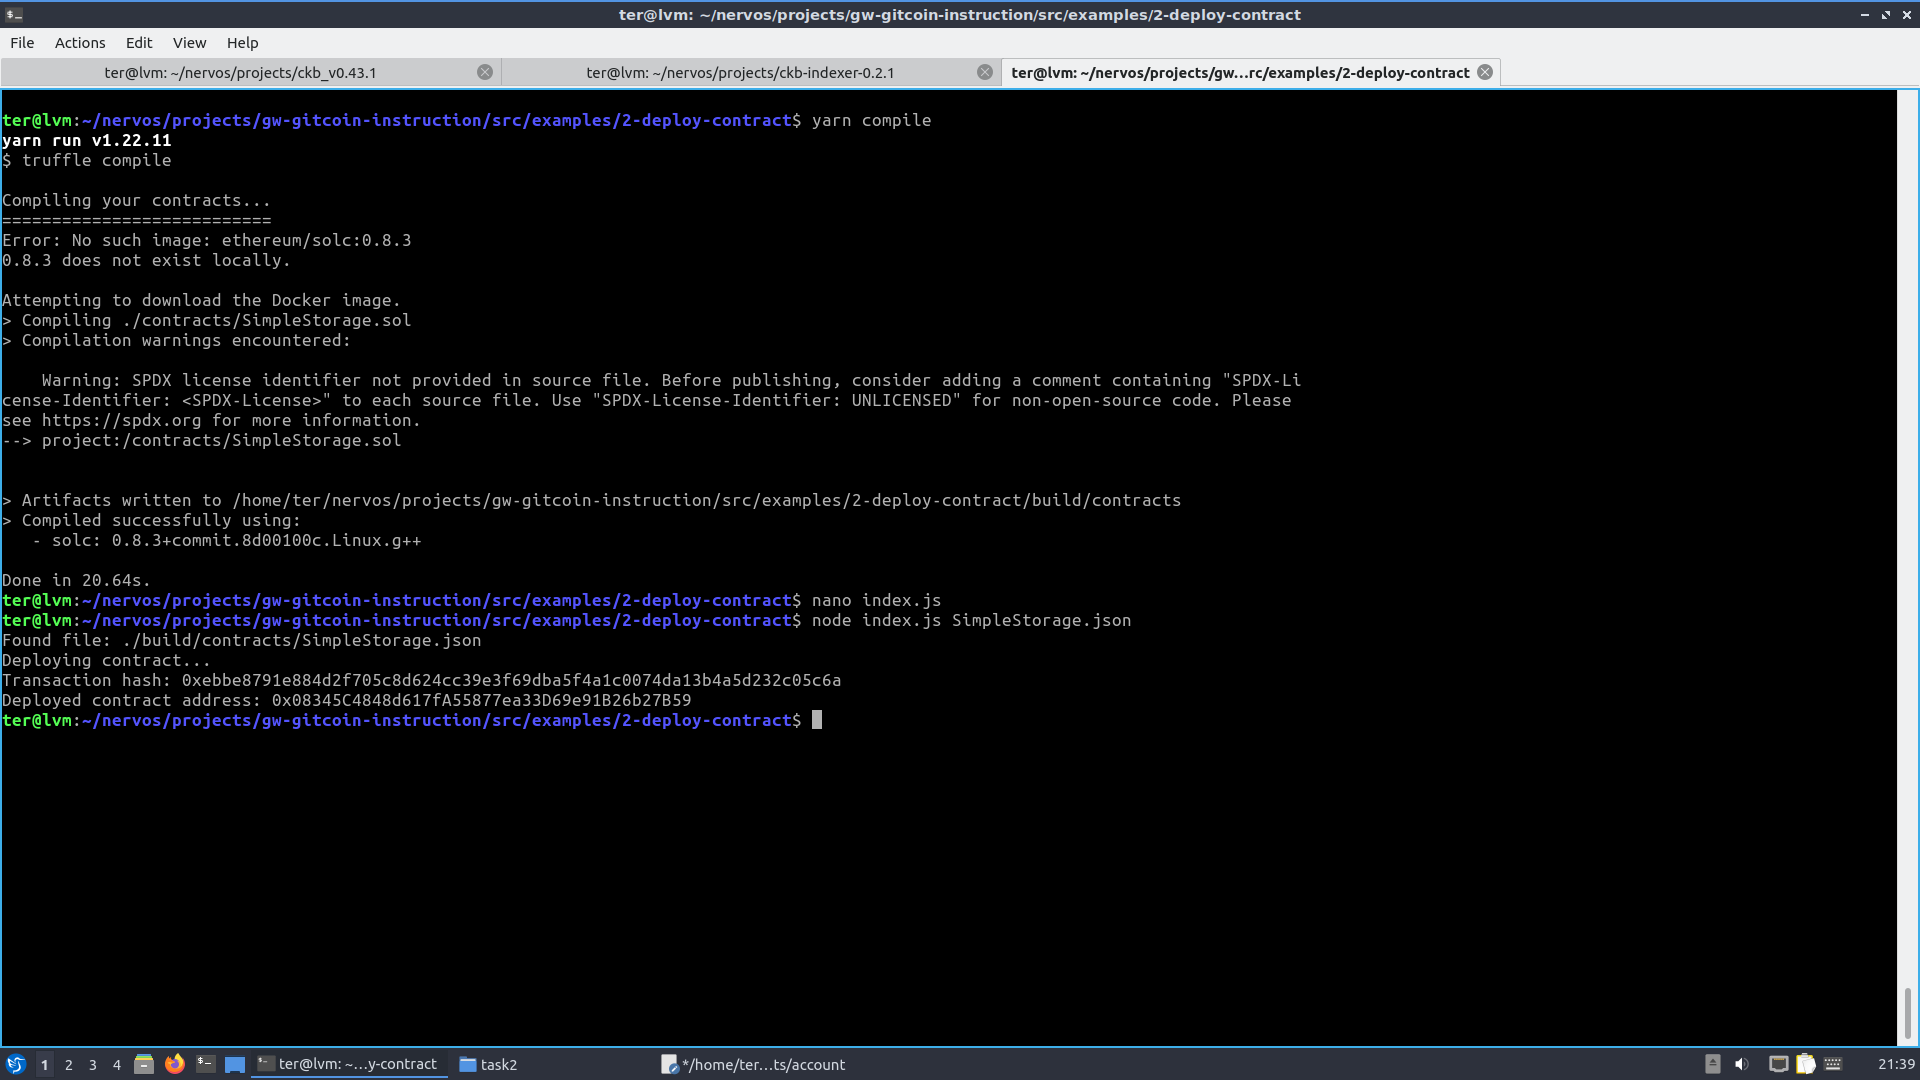 ter@lvm: ~/nervos/projects/gw-gitcoin-instruction/src/examples/2-deploy-contract
File Actions Edit View Help
ter@lvm: ~/nervos/projects/ckb_v0.43.1
ter@lvm: ~/nervos/projects/ckb-indexer-0.2.1
ter@lvm: ~/nervos/projects/gw...rc/examples/2-deploy-contract
ter@lvm:~/nervos/projects/gw-gitcoin-instruction/src/examples/2-deploy-contract$ yarn compile
yarn run v1.22.11
$ truffle compile
Compiling your contracts...
===========================
Error: No such image: ethereum/solc:0.8.3
0.8.3 does not exist locally.
Attempting to download the Docker image.
> Compiling ./contracts/SimpleStorage.sol
> Compilation warnings encountered:
Warning: SPDX license identifier not provided in source file. Before publishing, consider adding a comment containing "SPDX-Li
cense-Identifier: <SPDX-License>" to each source file. Use "SPDX-License-Identifier: UNLICENSED" for non-open-source code. Please
see https://spdx.org for more information.
--> project:/contracts/SimpleStorage.sol
> Artifacts written to /home/ter/nervos/projects/gw-gitcoin-instruction/src/examples/2-deploy-contract/build/contracts
> Compiled successfully using:
- solc: 0.8.3+commit.8d00100c.Linux.g++
Done in 20.64s.
ter@lvm:~/nervos/projects/gw-gitcoin-instruction/src/examples/2-deploy-contract$ nano index.js
ter@lvm:~/nervos/projects/gw-gitcoin-instruction/src/examples/2-deploy-contract$ node index.js SimpleStorage.json
Found file: ./build/contracts/SimpleStorage.json
Deploying contract...
Transaction hash: 0xebbe8791e884d2f705c8d624cc39e3f69dba5f4a1c0074da13b4a5d232c05c6a
Deployed contract address: 0x08345C4848d617fA55877ea33D69e91B26b27B59
ter@lvm:~/nervos/projects/gw-gitcoin-instruction/src/examples/2-deploy-contract$
1 2 3 4 ter@lvm: ~...y-contract task2 */home/ter...ts/account 21:39